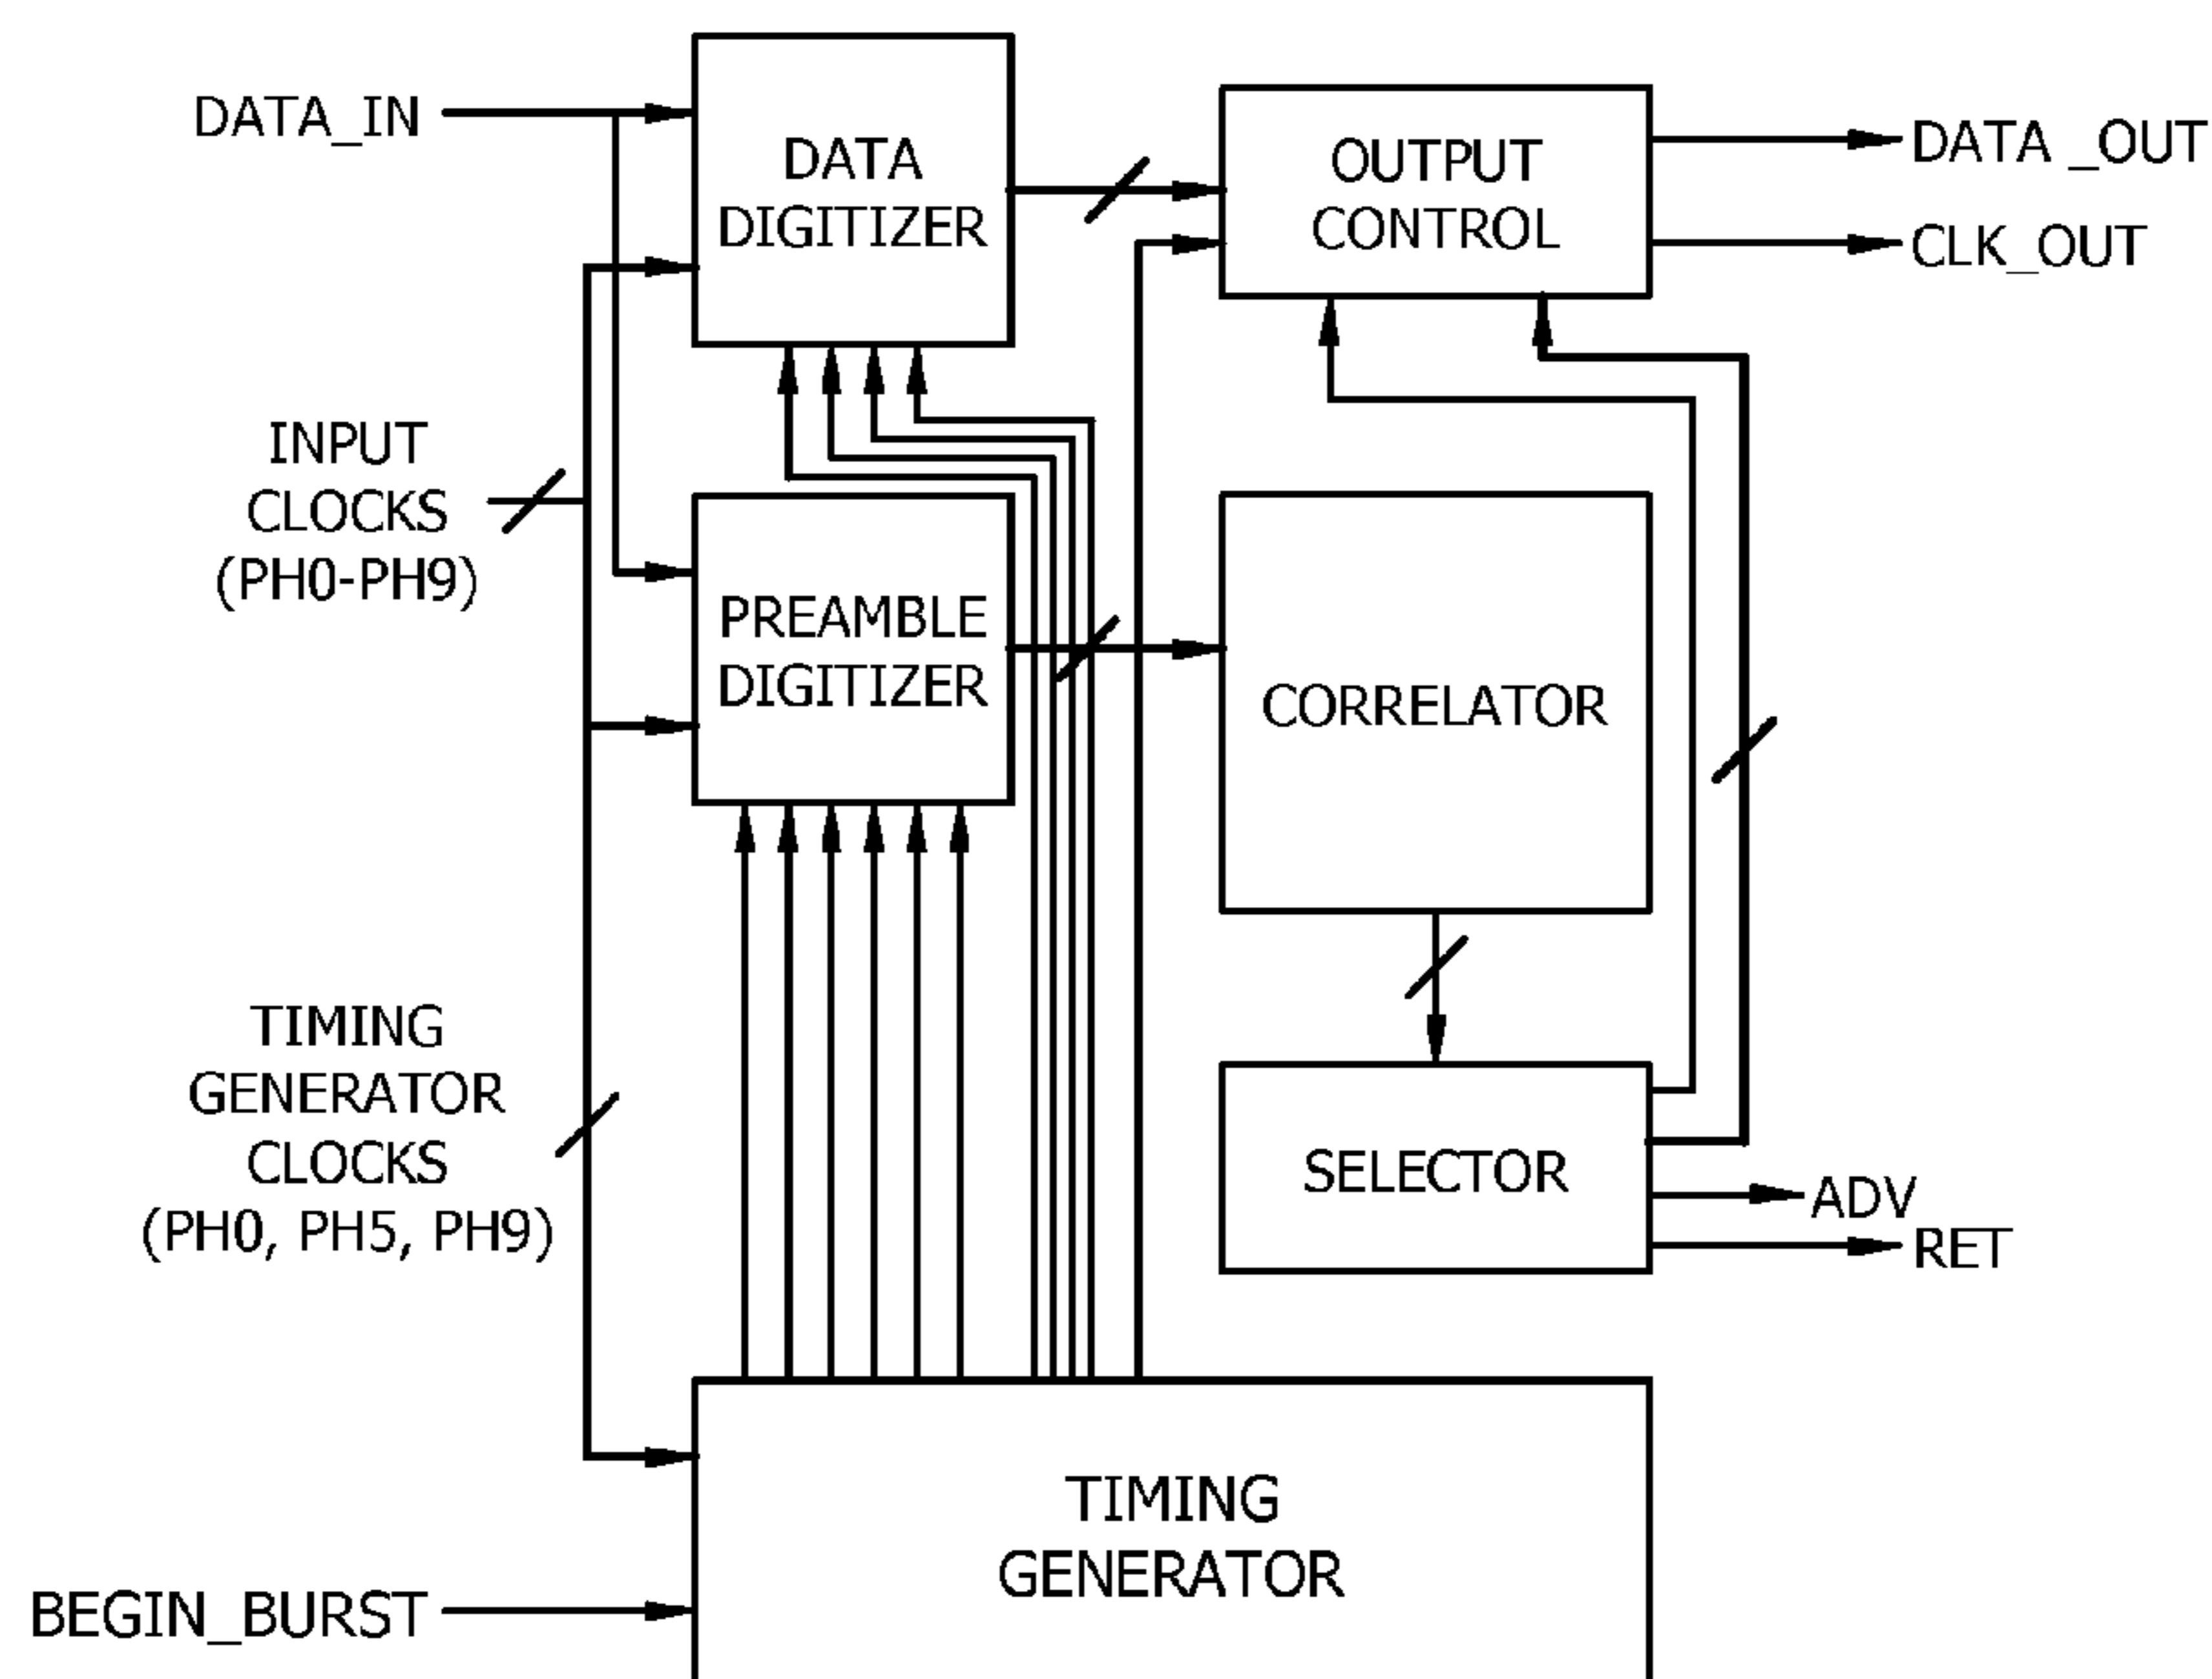 DATA_IN
DATA
DIGITIZER
OUTPUT
CONTROL
DATA _OUT
CLK_OUT
INPUT
CLOCKS
(PH0-PH9)
PREAMBLE
DIGITIZER
CORRELATOR
TIMING
GENERATOR
CLOCKS
(PH0, PH5, PH9)
SELECTOR
ADV
RET
TIMING
GENERATOR
BEGIN_BURST